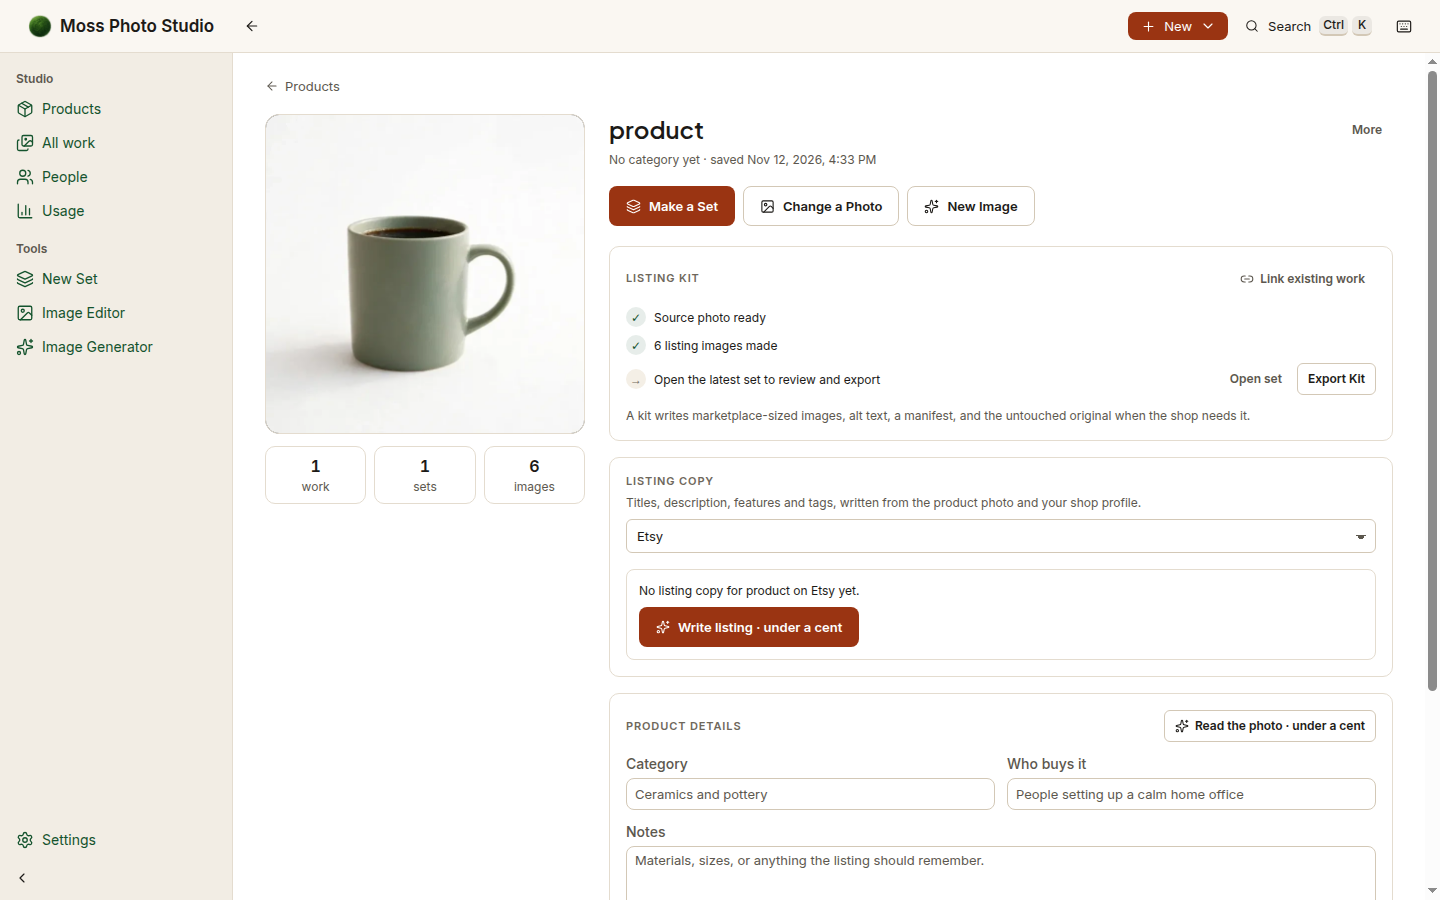 Moss Photo Studio
New
Search Ctrl K
Studio
Products
All work
People
Usage
Tools
New Set
Image Editor
Image Generator
Settings
Products
product
More
No category yet · saved Nov 12, 2026, 4:33 PM
Make a Set
Change a Photo
New Image
1
work
1
sets
6
images
LISTING KIT
Link existing work
Source photo ready
6 listing images made
Open the latest set to review and export
Open set
Export Kit
A kit writes marketplace-sized images, alt text, a manifest, and the untouched original when the shop needs it.
LISTING COPY
Titles, description, features and tags, written from the product photo and your shop profile.
Etsy
No listing copy for product on Etsy yet.
Write listing · under a cent
PRODUCT DETAILS
Read the photo · under a cent
Category
Who buys it
Ceramics and pottery
People setting up a calm home office
Notes
Materials, sizes, or anything the listing should remember.